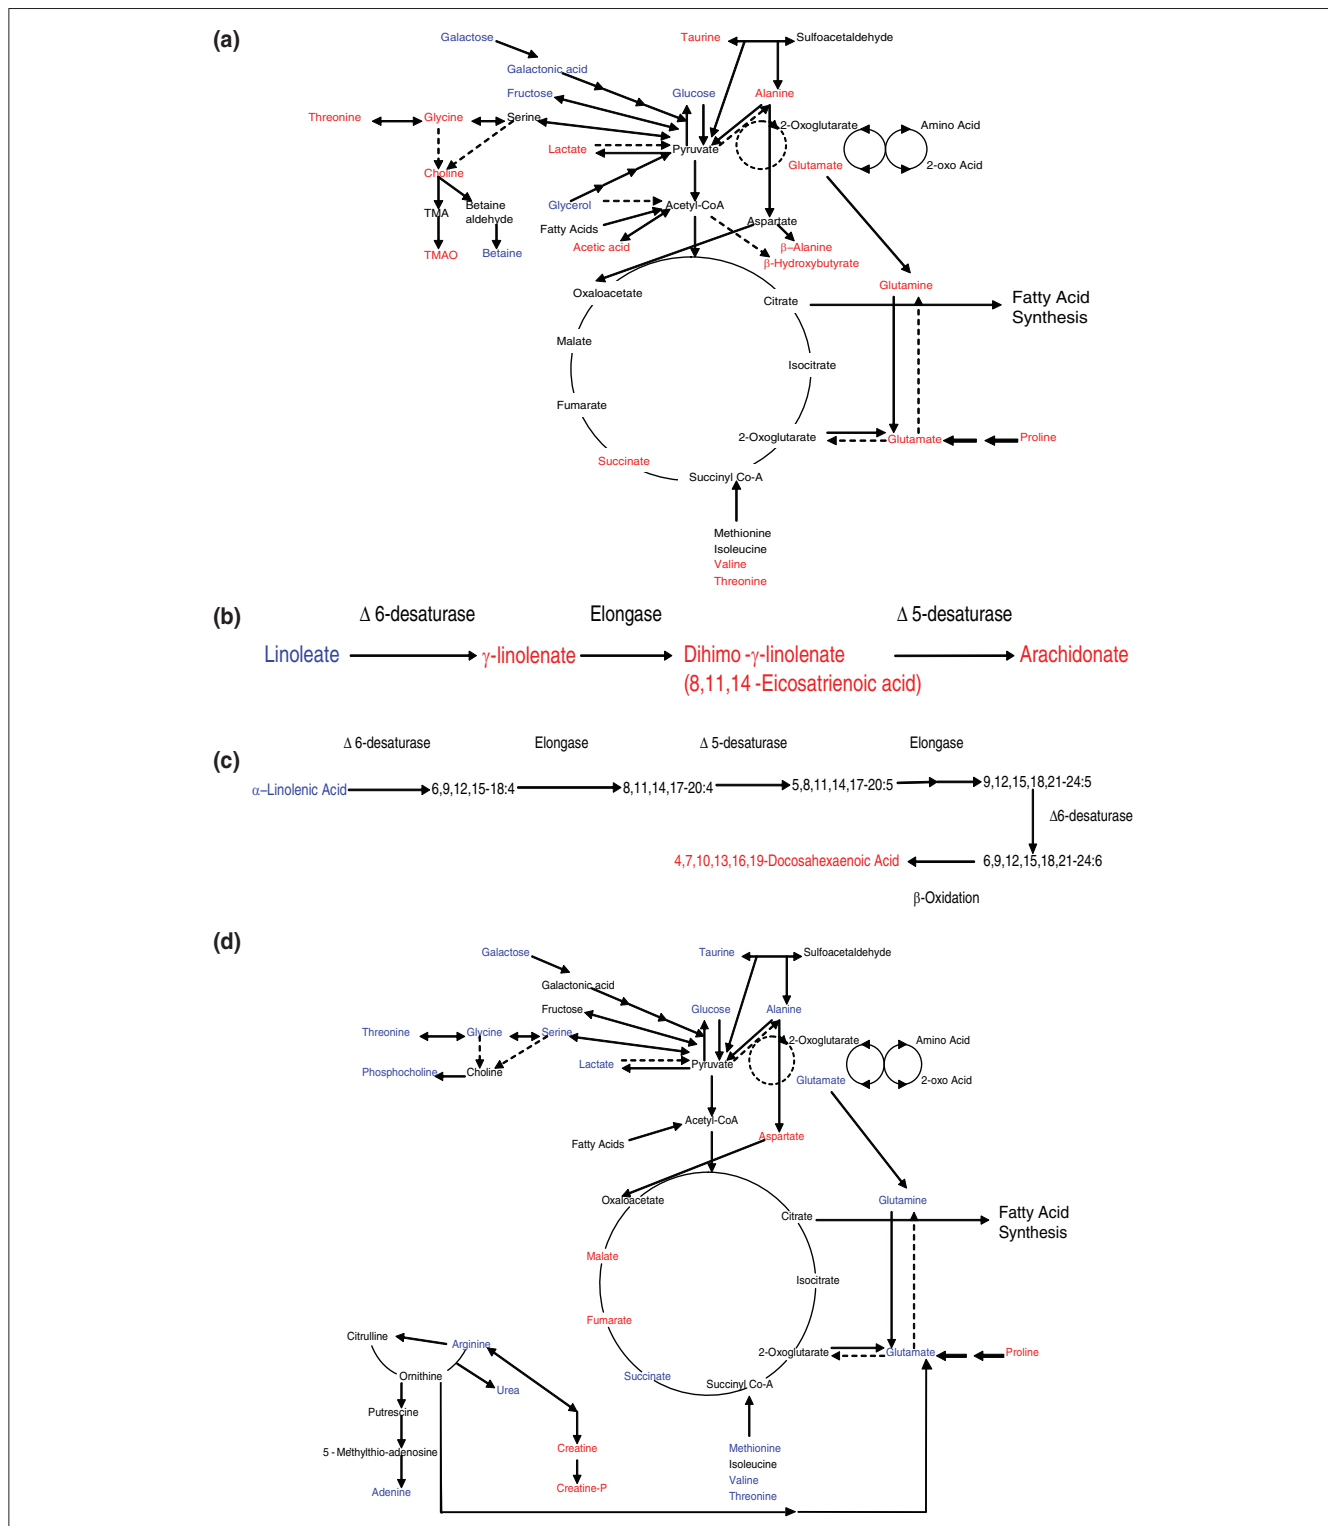 (a)
Galactose
Taurine
Sulfoacetaldehyde
Galactonic acid
Fructose
Glucose
Alanine
Threonine
Glycine
Serine
2-Oxoglutarate
Amino Acid
Lactate
Pyruvate
Glutamate
2-oxo Acid
Choline
Glycerol
Acetyl-CoA
TMA
Betaine
aldehyde
Fatty Acids
Aspartate
TMAO
Betaine
Acetic acid
β–Alanine
β-Hydroxybutyrate
Glutamine
Oxaloacetate
Citrate
Fatty Acid
Synthesis
Malate
Isocitrate
Fumarate
2-Oxoglutarate
Glutamate
Proline
Succinate
Succinyl Co-A
Methionine
Isoleucine
Valine
Threonine
(b)
Δ 6-desaturase
Elongase
Δ 5-desaturase
Linoleate
γ-linolenate
Dihimo -γ-linolenate
Arachidonate
(8,11,14 -Eicosatrienoic acid)
(c)
Δ 6-desaturase
Elongase
Δ 5-desaturase
Elongase
α–Linolenic Acid
6,9,12,15-18:4
8,11,14,17-20:4
5,8,11,14,17-20:5
9,12,15,18,21-24:5
Δ6-desaturase
4,7,10,13,16,19-Docosahexaenoic Acid
6,9,12,15,18,21-24:6
β-Oxidation
(d)
Galactose
Taurine
Sulfoacetaldehyde
Galactonic acid
Fructose
Glucose
Alanine
Threonine
Glycine
Serine
2-Oxoglutarate
Amino Acid
Lactate
Pyruvate
Phosphocholine
Choline
Glutamate
2-oxo Acid
Acetyl-CoA
Fatty Acids
Aspartate
Oxaloacetate
Glutamine
Citrate
Fatty Acid
Synthesis
Malate
Isocitrate
Fumarate
Citrulline
Arginine
2-Oxoglutarate
Glutamate
Proline
Ornithine
Succinate
Succinyl Co-A
Urea
Putrescine
5 - Methylthio-adenosine
Creatine
Methionine
Isoleucine
Valine
Threonine
Adenine
Creatine-P